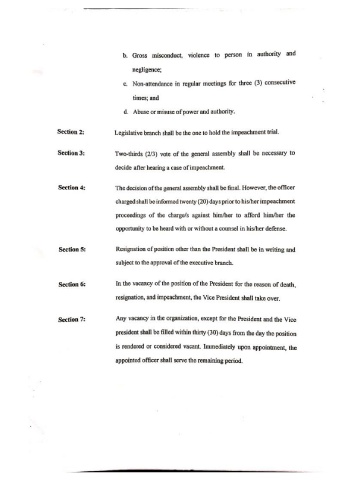 b. Gross misconduct, violence to person in authority and
negligence;
c. Non-attendance in regular meetings for three (3) consecutive
times; and
d. Abuse or misuse of power and authority.
Section 2: Legislative branch shall be the one to hold the impeachment trial.
Section 3: Two-thirds (2/3) vote of the general assembly shall be necessary to
decide after hearing a case of impeachment.
Section 4: The decision of the general assembly shall be final. However, the officer
charged shall be informed twenty (20) days prior to his/her impeachment
proceedings of the charge/s against him/her to afford him/her the
opportunity to be heard with or without a counsel in his/her defense.
Section 5: Resignation of position other than the President shall be in writing and
subject to the approval of the executive branch.
Section 6: In the vacancy of the position of the President for the reason of death,
resignation, and impeachment, the Vice President shall take over.
Section 7: Any vacancy in the organization, except for the President and the Vice
president shall be filled within thirty (30) days from the day the position
is rendered or considered vacant. Immediately upon appointment, the
appointed officer shall serve the remaining period.